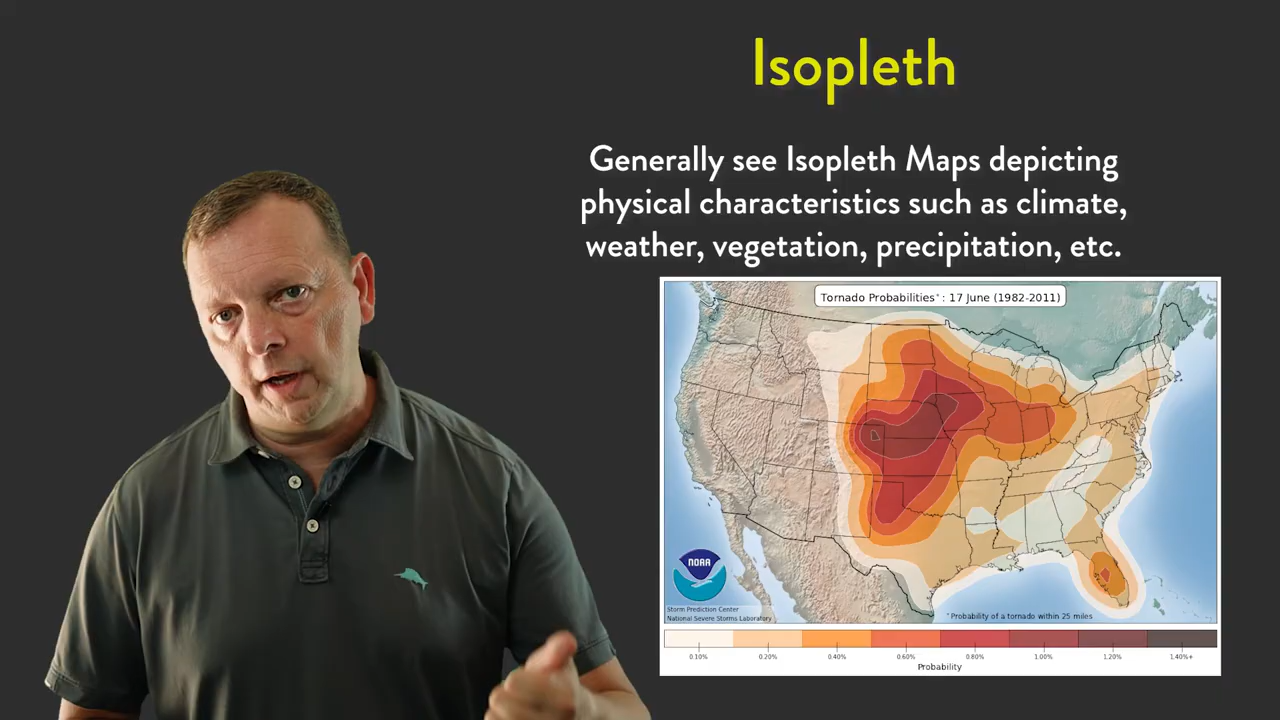 Isopleth
Generally see Isopleth Maps depicting
physical characteristics such as climate,
weather, vegetation, precipitation, etc.
Tornado Probabilities*: 17 June (1982-2011)
NOAA
Storm Prediction Center
National Severe Storms Laboratory
*Probability of a tornado within 25 miles
0.10% 0.20% 0.40% 0.60% 0.80% 1.00% 1.20% 1.40%+
Probability